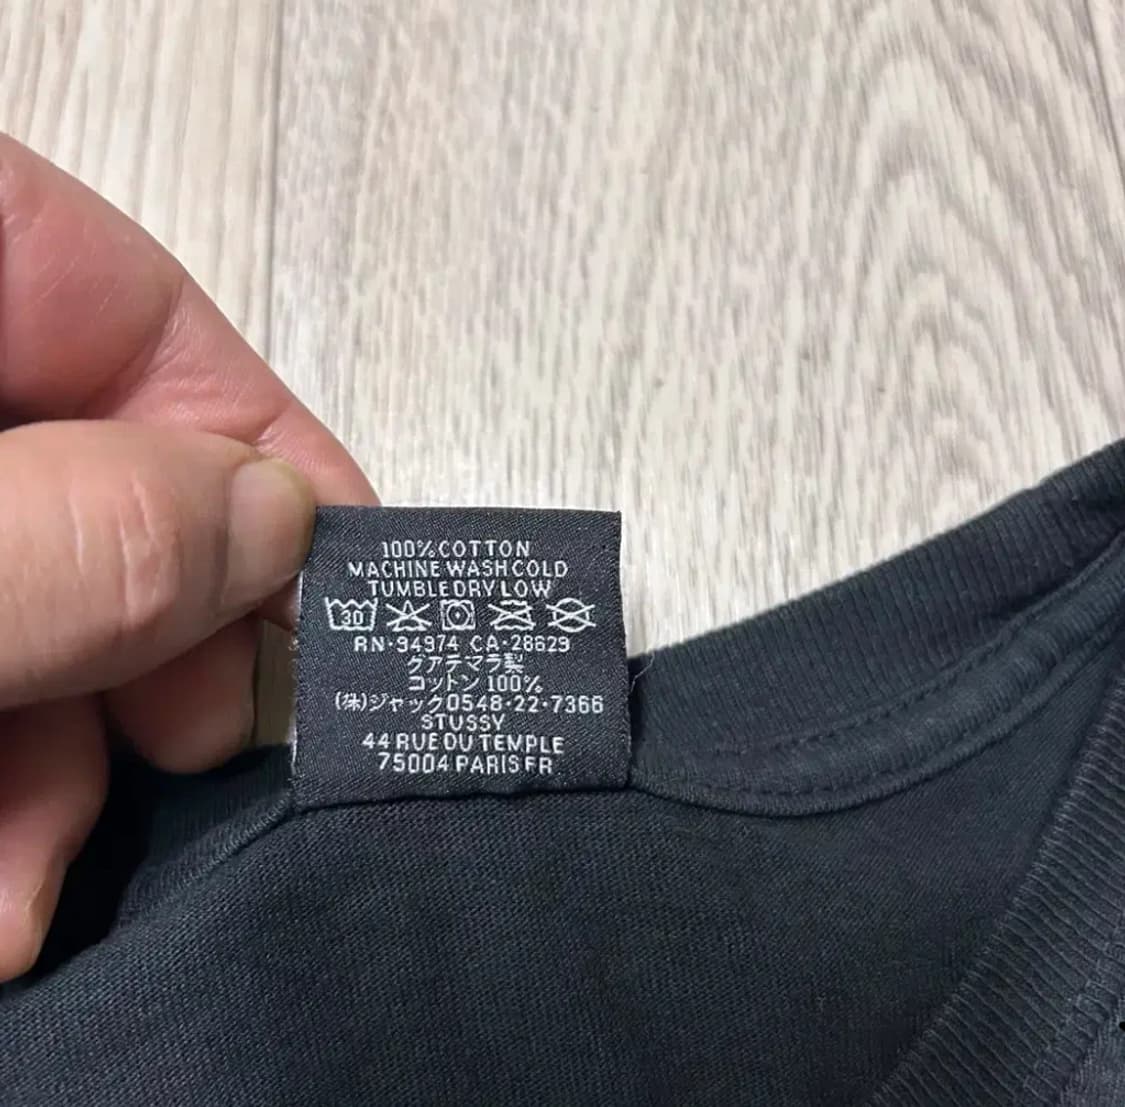 100% COTTON
MACHINE WASH COLD
TUMBLE DRY LOW
30
RN·94974 CA·28629
グアテマラ製
コットン 100%
(株)ジャック0548·22·7366
STUSSY
44 RUE DU TEMPLE
75004 PARIS FR